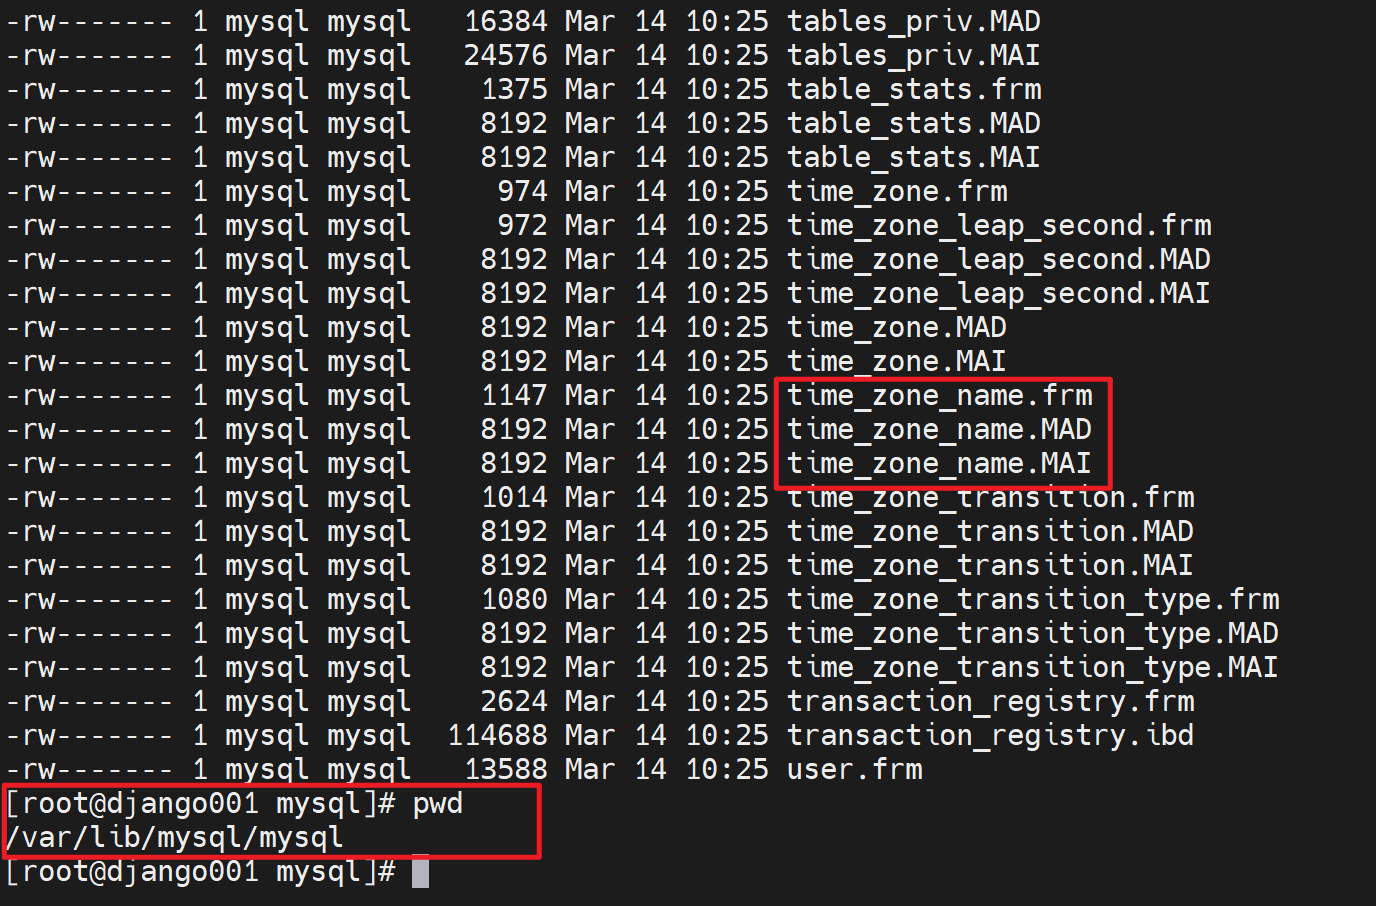 -rw------- 1 mysql mysql   16384 Mar 14 10:25 tables_priv.MAD
-rw------- 1 mysql mysql   24576 Mar 14 10:25 tables_priv.MAI
-rw------- 1 mysql mysql    1375 Mar 14 10:25 table_stats.frm
-rw------- 1 mysql mysql    8192 Mar 14 10:25 table_stats.MAD
-rw------- 1 mysql mysql    8192 Mar 14 10:25 table_stats.MAI
-rw------- 1 mysql mysql     974 Mar 14 10:25 time_zone.frm
-rw------- 1 mysql mysql     972 Mar 14 10:25 time_zone_leap_second.frm
-rw------- 1 mysql mysql    8192 Mar 14 10:25 time_zone_leap_second.MAD
-rw------- 1 mysql mysql    8192 Mar 14 10:25 time_zone_leap_second.MAI
-rw------- 1 mysql mysql    8192 Mar 14 10:25 time_zone.MAD
-rw------- 1 mysql mysql    8192 Mar 14 10:25 time_zone.MAI
-rw------- 1 mysql mysql    1147 Mar 14 10:25 time_zone_name.frm
-rw------- 1 mysql mysql    8192 Mar 14 10:25 time_zone_name.MAD
-rw------- 1 mysql mysql    8192 Mar 14 10:25 time_zone_name.MAI
-rw------- 1 mysql mysql    1014 Mar 14 10:25 time_zone_transition.frm
-rw------- 1 mysql mysql    8192 Mar 14 10:25 time_zone_transition.MAD
-rw------- 1 mysql mysql    8192 Mar 14 10:25 time_zone_transition.MAI
-rw------- 1 mysql mysql    1080 Mar 14 10:25 time_zone_transition_type.frm
-rw------- 1 mysql mysql    8192 Mar 14 10:25 time_zone_transition_type.MAD
-rw------- 1 mysql mysql    8192 Mar 14 10:25 time_zone_transition_type.MAI
-rw------- 1 mysql mysql    2624 Mar 14 10:25 transaction_registry.frm
-rw------- 1 mysql mysql  114688 Mar 14 10:25 transaction_registry.ibd
-rw------- 1 mysql mysql   13588 Mar 14 10:25 user.frm
[root@django001 mysql]# pwd
/var/lib/mysql/mysql
[root@django001 mysql]#